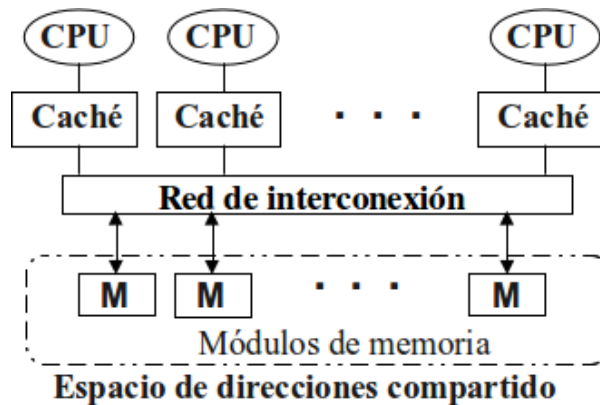 CPU CPU CPU
Caché Caché . . . Caché
Red de interconexión
M M . . . M
Módulos de memoria
Espacio de direcciones compartido